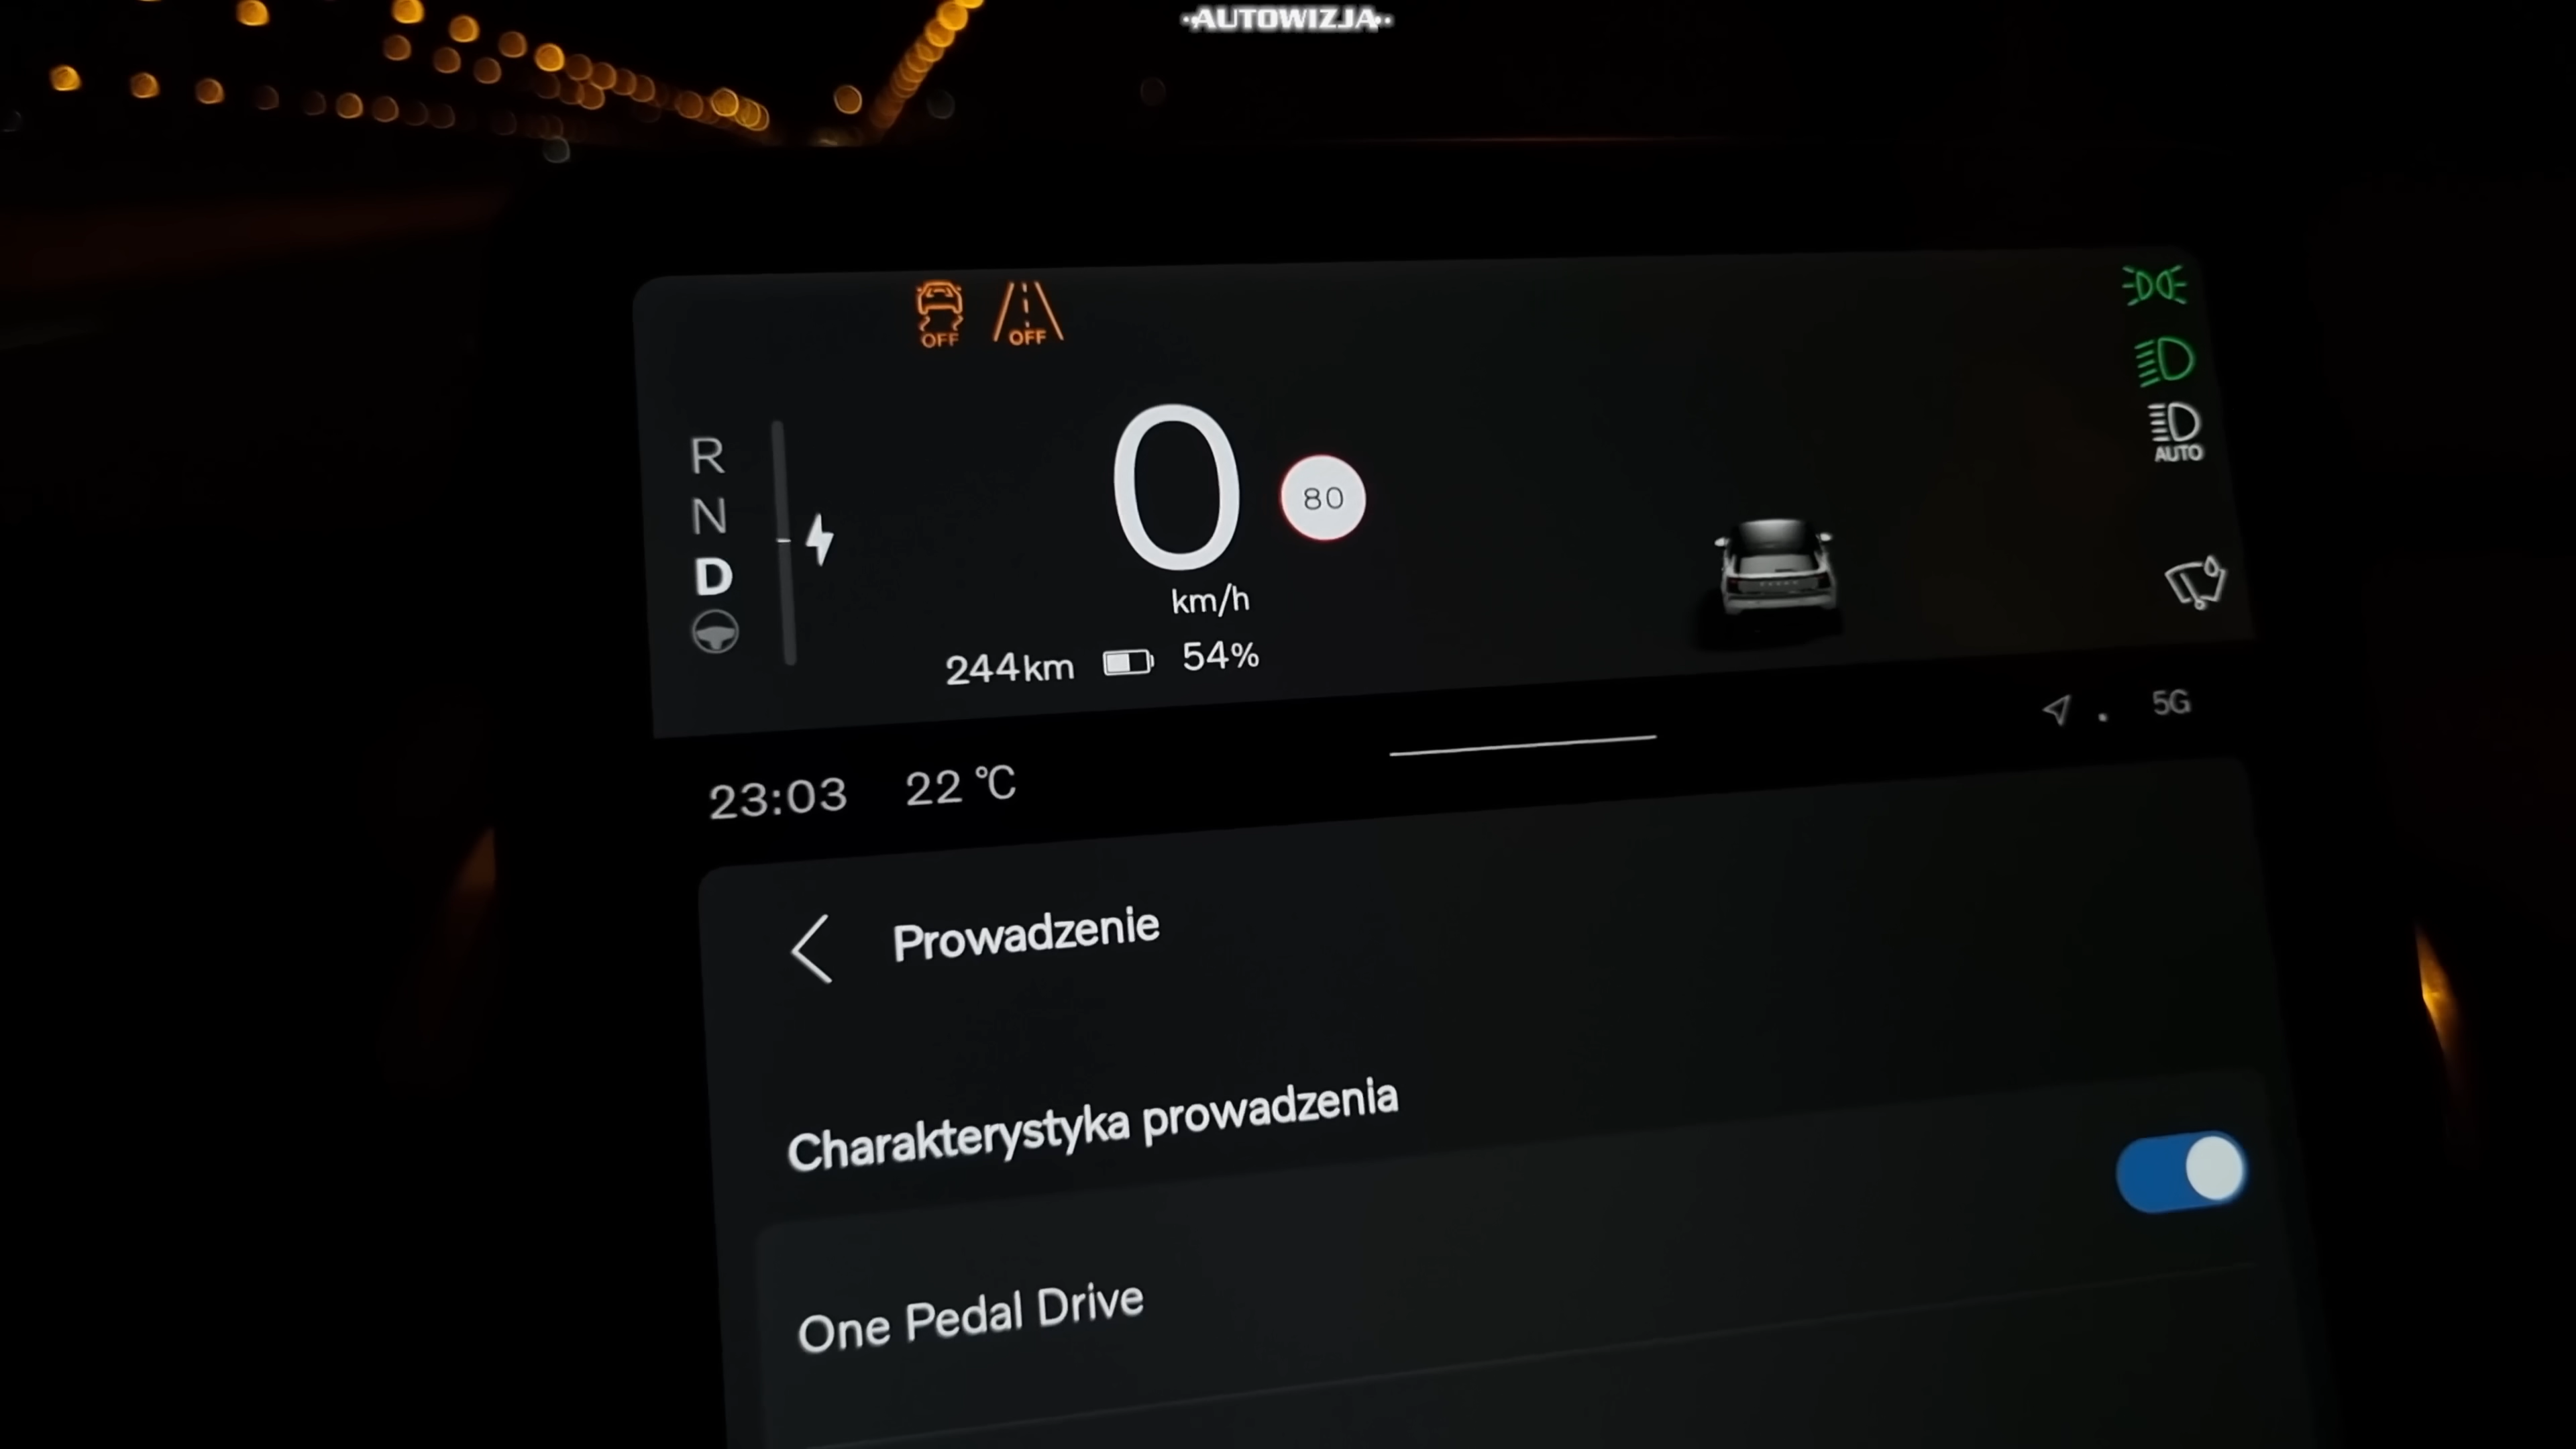 AUTOWIZJA
OFF
OFF
R
N
D
0
80
km/h
AUTO
244km
54%
5G
23:03
22 °C
Prowadzenie
Charakterystyka prowadzenia
One Pedal Drive